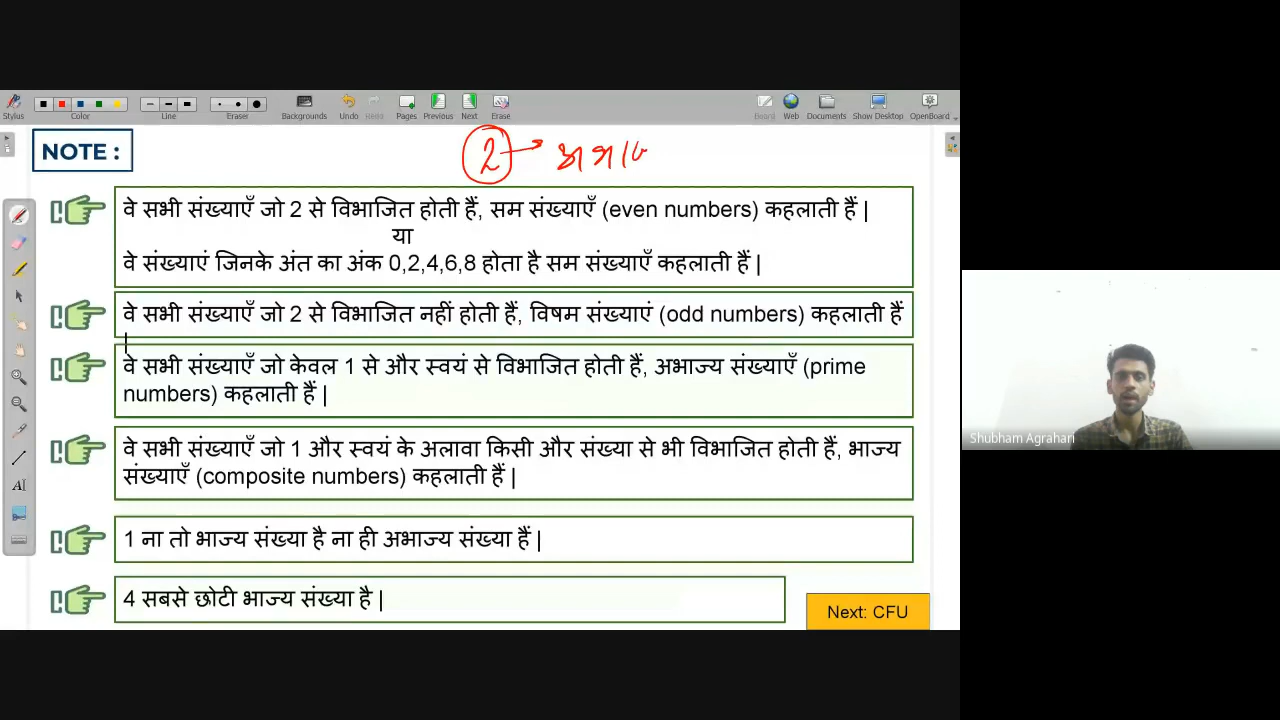 Stylus Color Line Eraser Backgrounds Undo Redo Pages Previous Next Erase Board Web Documents Show Desktop OpenBoard
NOTE :
2 → अभा
वे सभी संख्याएँ जो 2 से विभाजित होती हैं, सम संख्याएँ (even numbers) कहलाती हैं |
या
वे संख्याएं जिनके अंत का अंक 0,2,4,6,8 होता है सम संख्याएँ कहलाती हैं |
वे सभी संख्याएँ जो 2 से विभाजित नहीं होती हैं, विषम संख्याएं (odd numbers) कहलाती हैं
|
वे सभी संख्याएँ जो केवल 1 से और स्वयं से विभाजित होती हैं, अभाज्य संख्याएँ (prime
numbers) कहलाती हैं |
वे सभी संख्याएँ जो 1 और स्वयं के अलावा किसी और संख्या से भी विभाजित होती हैं, भाज्य
संख्याएँ (composite numbers) कहलाती हैं |
1 ना तो भाज्य संख्या है ना ही अभाज्य संख्या हैं |
4 सबसे छोटी भाज्य संख्या है |
Next: CFU
Shubham Agrahari